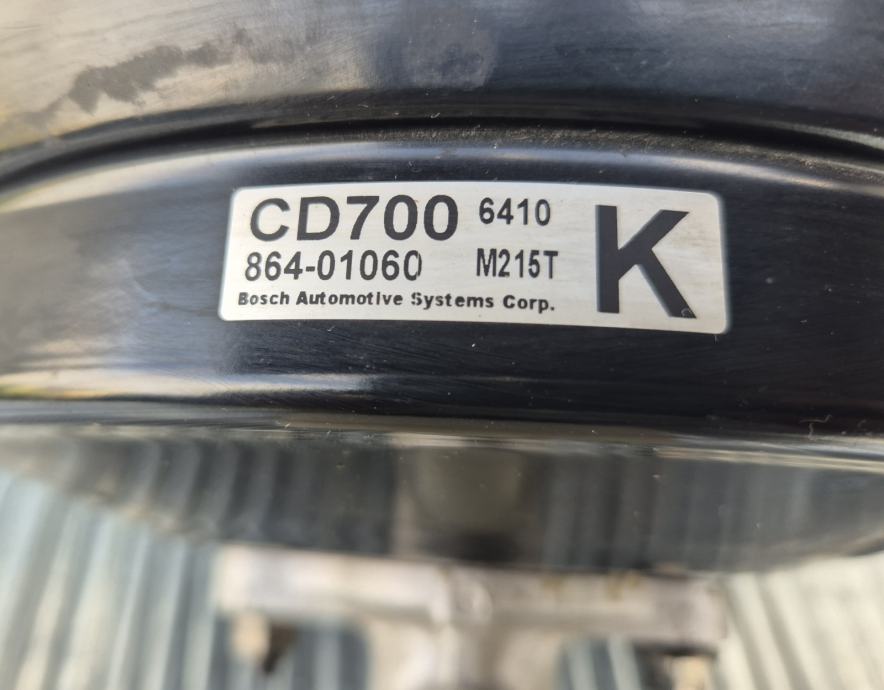 CD700 6410 K
864-01060 M215T
Bosch Automotive Systems Corp.